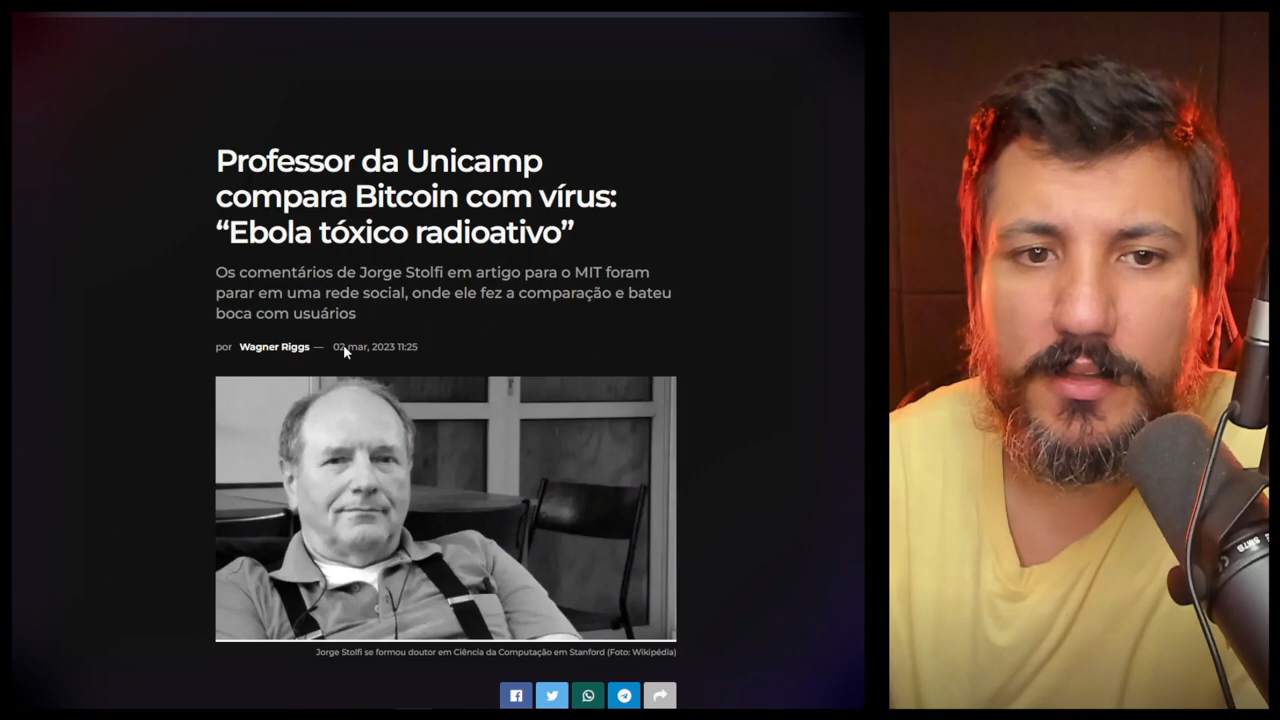 Professor da Unicamp
compara Bitcoin com vírus:
“Ebola tóxico radioativo”
Os comentários de Jorge Stolfi em artigo para o MIT foram
parar em uma rede social, onde ele fez a comparação e bateu
boca com usuários
por Wagner Riggs — 02 mar, 2023 11:25
Jorge Stolfi se formou doutor em Ciência da Computação em Stanford (Foto: Wikipédia)